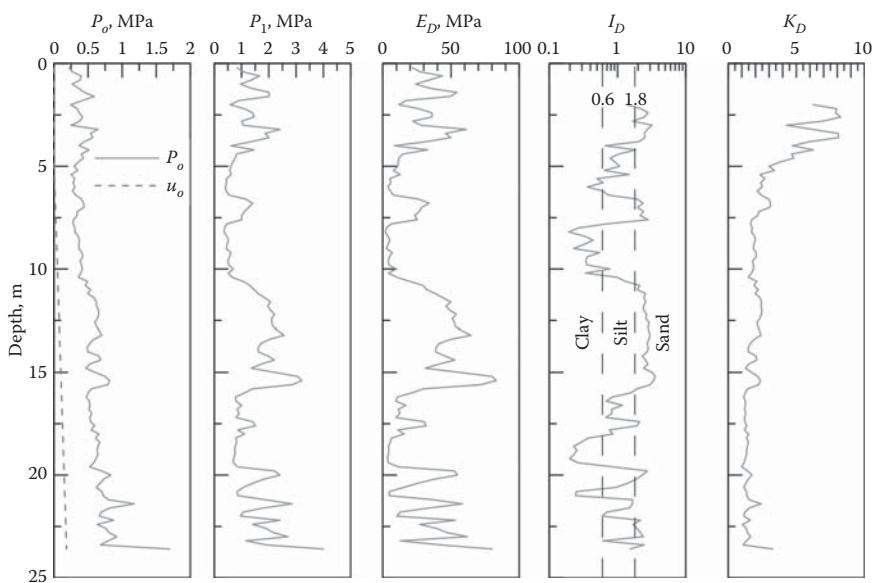 P_o, MPa P_1, MPa E_D, MPa I_D K_D
0 0.5 1 1.5 2 0 1 2 3 4 5 0 50 100 0.1 1 10 0 5 10
0
0.6 1.8
5
P_o
u_o
10
Depth, m
Clay Silt Sand
15
20
25